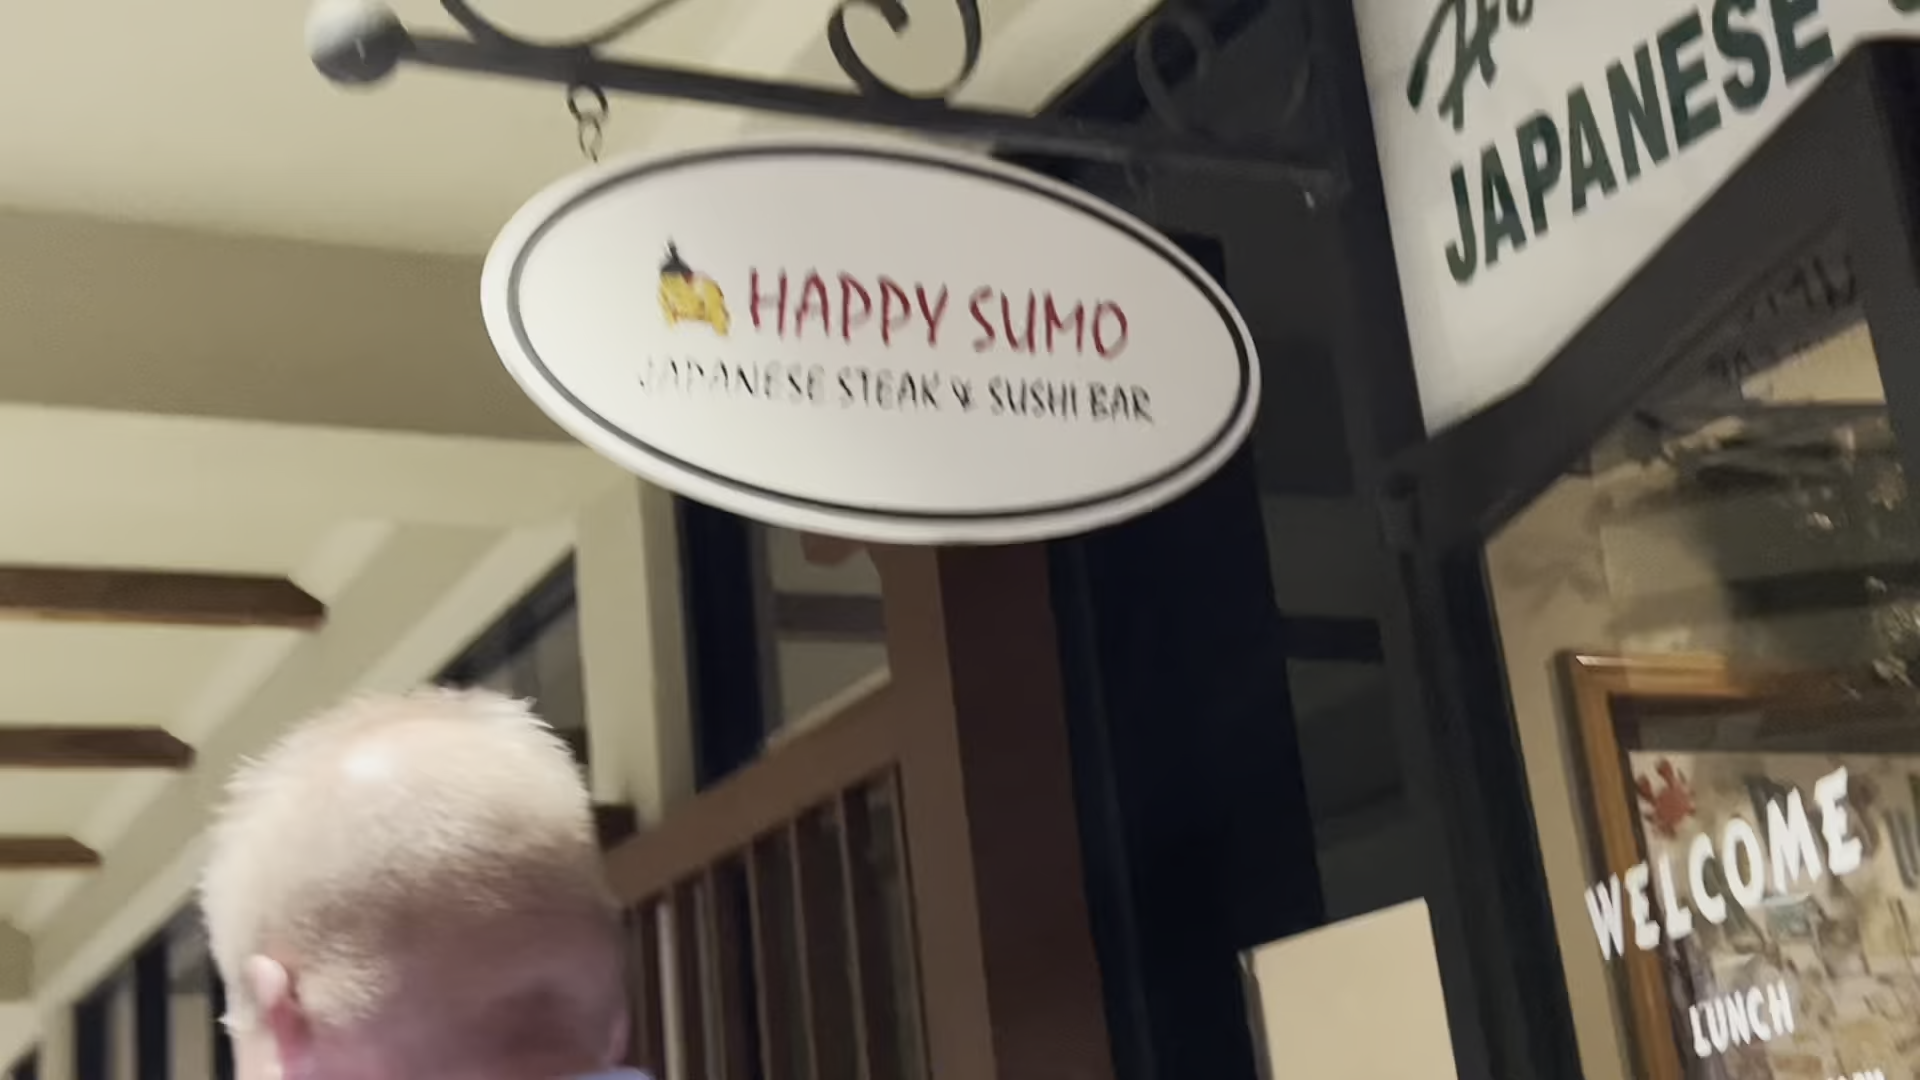 HAPPY SUMO
JAPANESE STEAK & SUSHI BAR
JAPANESE
WELCOME
LUNCH